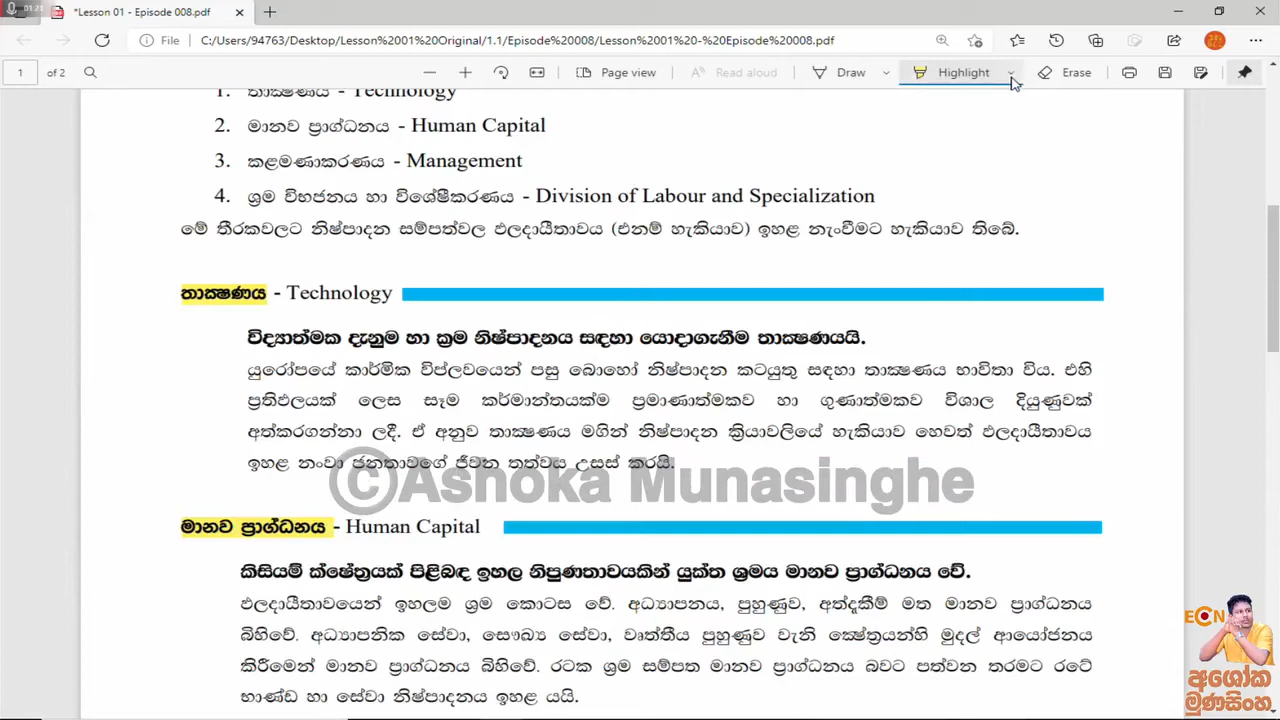 1:21
*Lesson 01 - Episode 008.pdf
File C:/Users/94763/Desktop/Lesson%2001%20Original/1.1/Episode%20008/Lesson%2001%20-%20Episode%20008.pdf
1 of 2 Page view Read aloud Draw Highlight Erase
1. තාක්‍ෂණය - Technology
2. මානව ප්‍රාග්ධනය - Human Capital
3. කළමණාකරණය - Management
4. ශ්‍රම විභජනය හා විශේෂීකරණය - Division of Labour and Specialization
මේ තීරකවලට නිෂ්පාදන සම්පත්වල ඵලදායීතාවය (එනම් හැකියාව) ඉහළ නැංවීමට හැකියාව තිබේ.
තාක්‍ෂණය - Technology
විද්‍යාත්මක දැනුම හා ක්‍රම නිෂ්පාදනය සඳහා යොදාගැනීම තාක්‍ෂණයයි.
යුරෝපයේ කාර්මික විප්ලවයෙන් පසු බොහෝ නිෂ්පාදන කටයුතු සඳහා තාක්‍ෂණය භාවිතා විය. එහි
ප්‍රතිඵලයක් ලෙස සෑම කර්මාන්තයක්ම ප්‍රමාණාත්මකව හා ගුණාත්මකව විශාල දියුණුවක්
අත්කරගන්නා ලදී. ඒ අනුව තාක්‍ෂණය මගින් නිෂ්පාදන ක්‍රියාවලියේ හැකියාව හෙවත් ඵලදායීතාවය
ඉහළ නංවා ජනතාවගේ ජීවන තත්වය උසස් කරයි.
©Ashoka Munasinghe
මානව ප්‍රාග්ධනය - Human Capital
කිසියම් ක්ෂේත්‍රයක් පිළිබඳ ඉහල නිපුණතාවයකින් යුක්ත ශ්‍රමය මානව ප්‍රාග්ධනය වේ.
ඵලදායීතාවයෙන් ඉහලම ශ්‍රම කොටස වේ. අධ්‍යාපනය, පුහුණුව, අත්දැකීම් මත මානව ප්‍රාග්ධනය
බිහිවේ. අධ්‍යාපනික සේවා, සෞඛ්‍ය සේවා, වෘත්තීය පුහුණුව වැනි ක්‍ෂේත්‍රයන්හි මුදල් ආයෝජනය
කිරීමෙන් මානව ප්‍රාග්ධනය බිහිවේ. රටක ශ්‍රම සම්පත මානව ප්‍රාග්ධනය බවට පත්වන තරමට රටේ
භාණ්ඩ හා සේවා නිෂ්පාදනය ඉහළ යයි.
ECN
අශෝක
මුණසිංහ